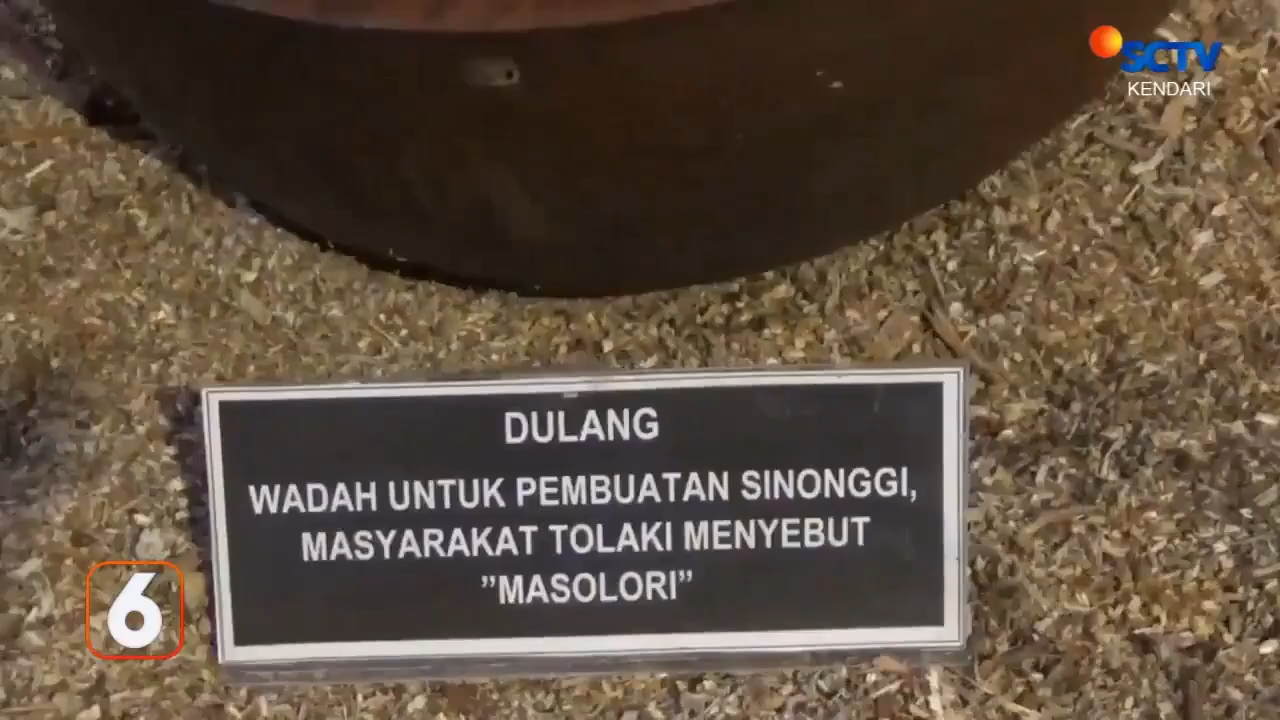 SCTV
KENDARI
DULANG
WADAH UNTUK PEMBUATAN SINONGGI,
MASYARAKAT TOLAKI MENYEBUT
”MASOLORI”
6